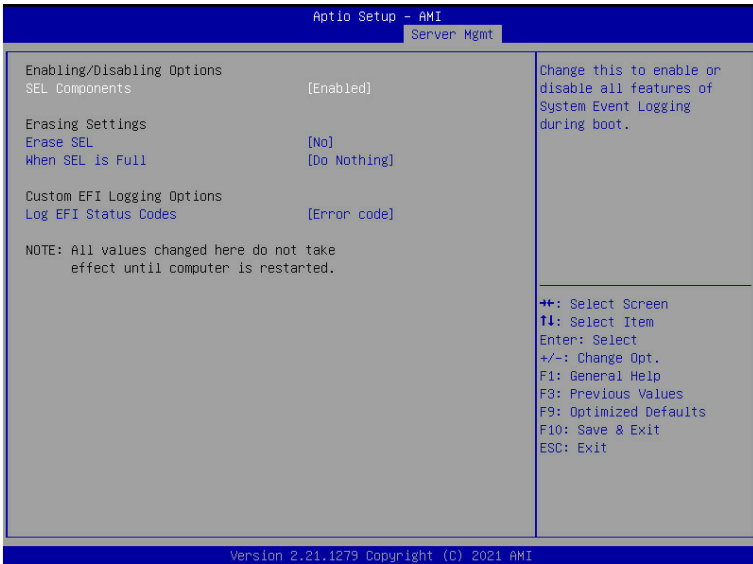 Aptio Setup – AMI
Server Mgmt
Enabling/Disabling Options
SEL Components [Enabled]
Erasing Settings
Erase SEL [No]
When SEL is Full [Do Nothing]
Custom EFI Logging Options
Log EFI Status Codes [Error code]
NOTE: All values changed here do not take
effect until computer is restarted.
Change this to enable or
disable all features of
System Event Logging
during boot.
→←: Select Screen
↑↓: Select Item
Enter: Select
+/-: Change Opt.
F1: General Help
F3: Previous Values
F9: Optimized Defaults
F10: Save & Exit
ESC: Exit
Version 2.21.1279 Copyright (C) 2021 AMI